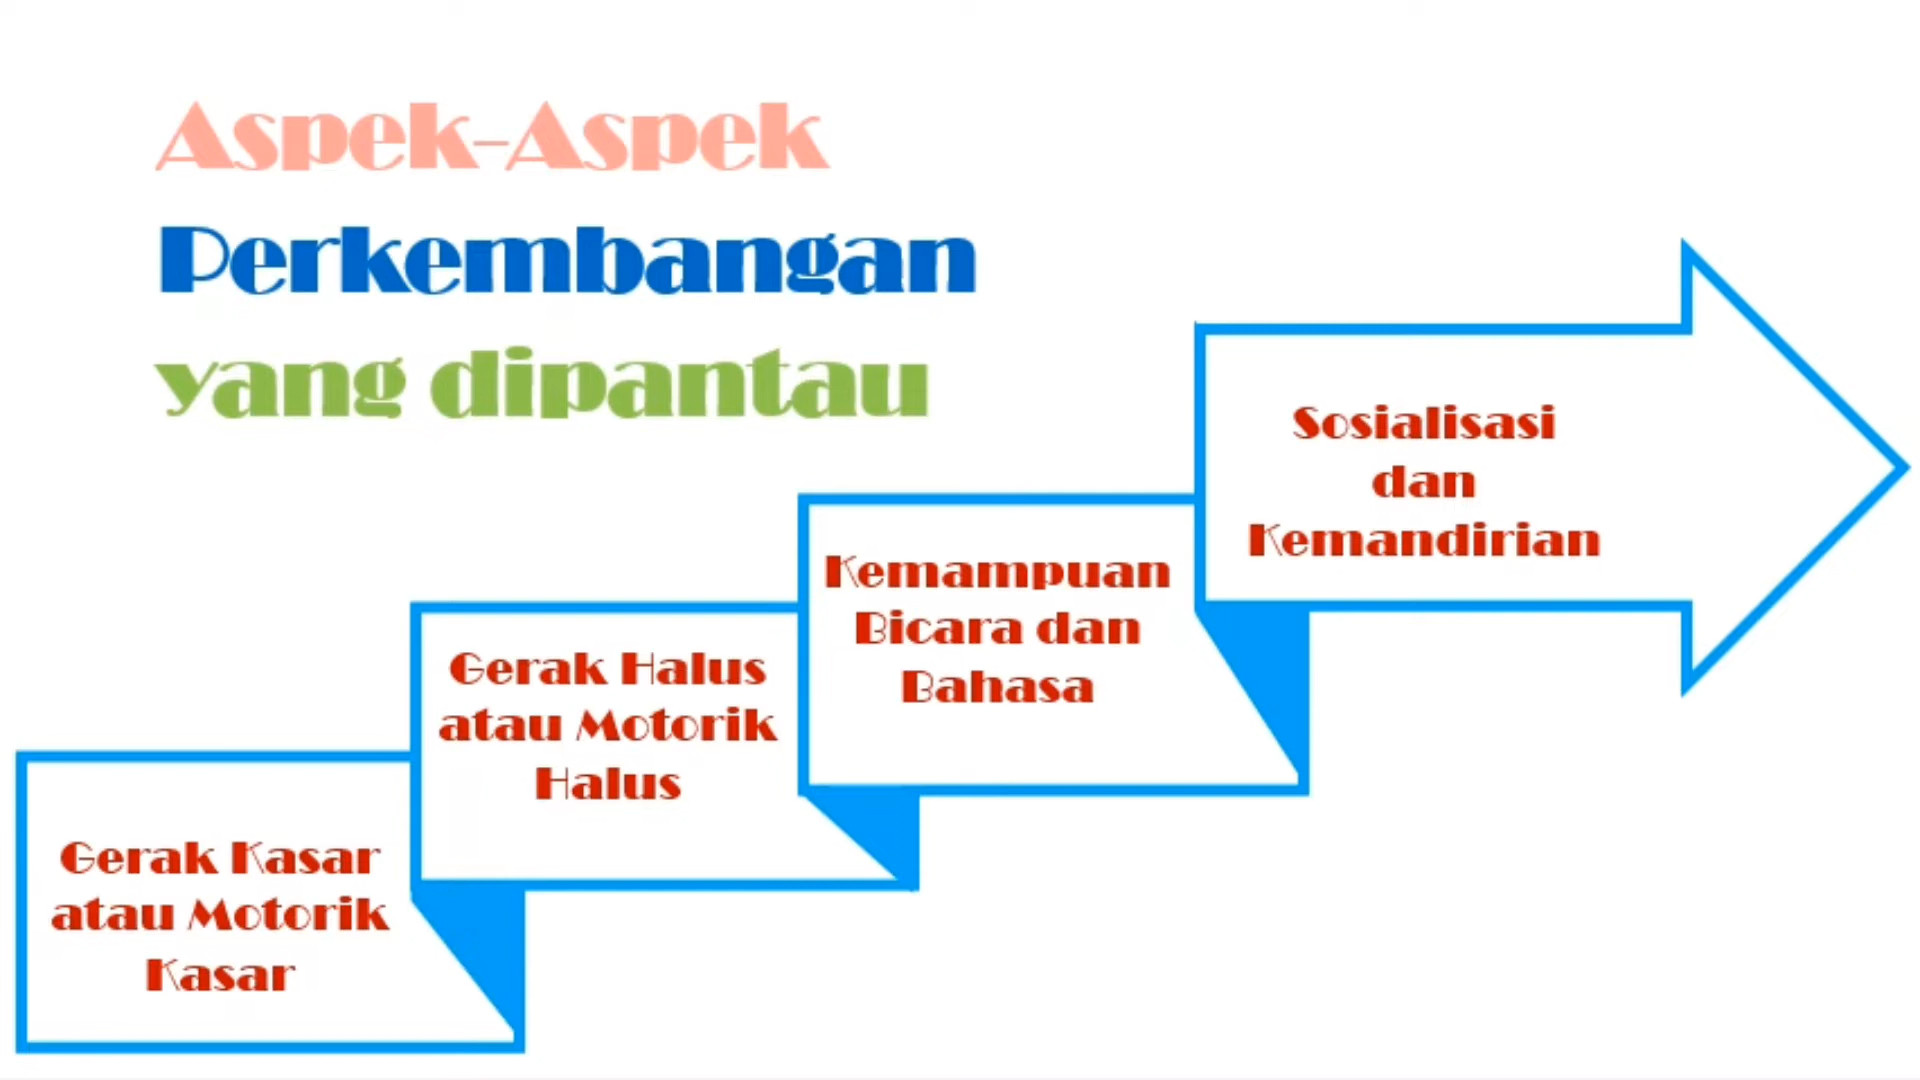 Aspek-Aspek
Perkembangan
yang dipantau
Gerak Kasar
atau Motorik
Kasar
Gerak Halus
atau Motorik
Halus
Kemampuan
Bicara dan
Bahasa
Sosialisasi
dan
Kemandirian